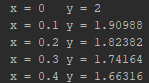 x = 0   y = 2
x = 0.1 y = 1.90988
x = 0.2 y = 1.82382
x = 0.3 y = 1.74164
x = 0.4 y = 1.66316